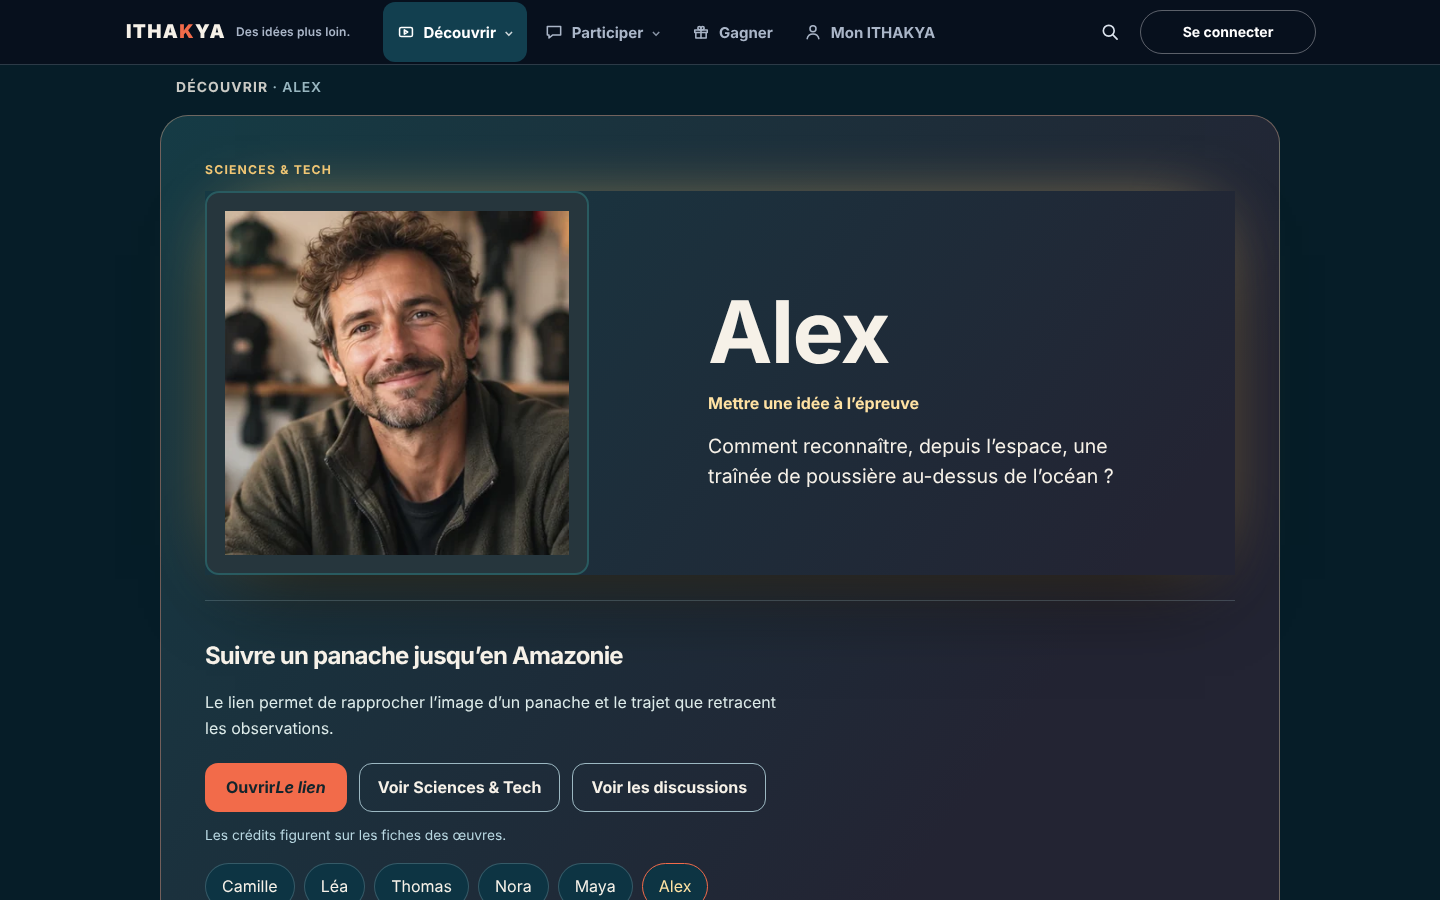 ITHAKYA Des idées plus loin. Découvrir Participer Gagner Mon ITHAKYA Se connecter
DÉCOUVRIR · ALEX
SCIENCES & TECH
Alex
Mettre une idée à l’épreuve
Comment reconnaître, depuis l’espace, une
traînée de poussière au-dessus de l’océan ?
Suivre un panache jusqu’en Amazonie
Le lien permet de rapprocher l’image d’un panache et le trajet que retracent
les observations.
OuvrirLe lien Voir Sciences & Tech Voir les discussions
Les crédits figurent sur les fiches des œuvres.
Camille Léa Thomas Nora Maya Alex